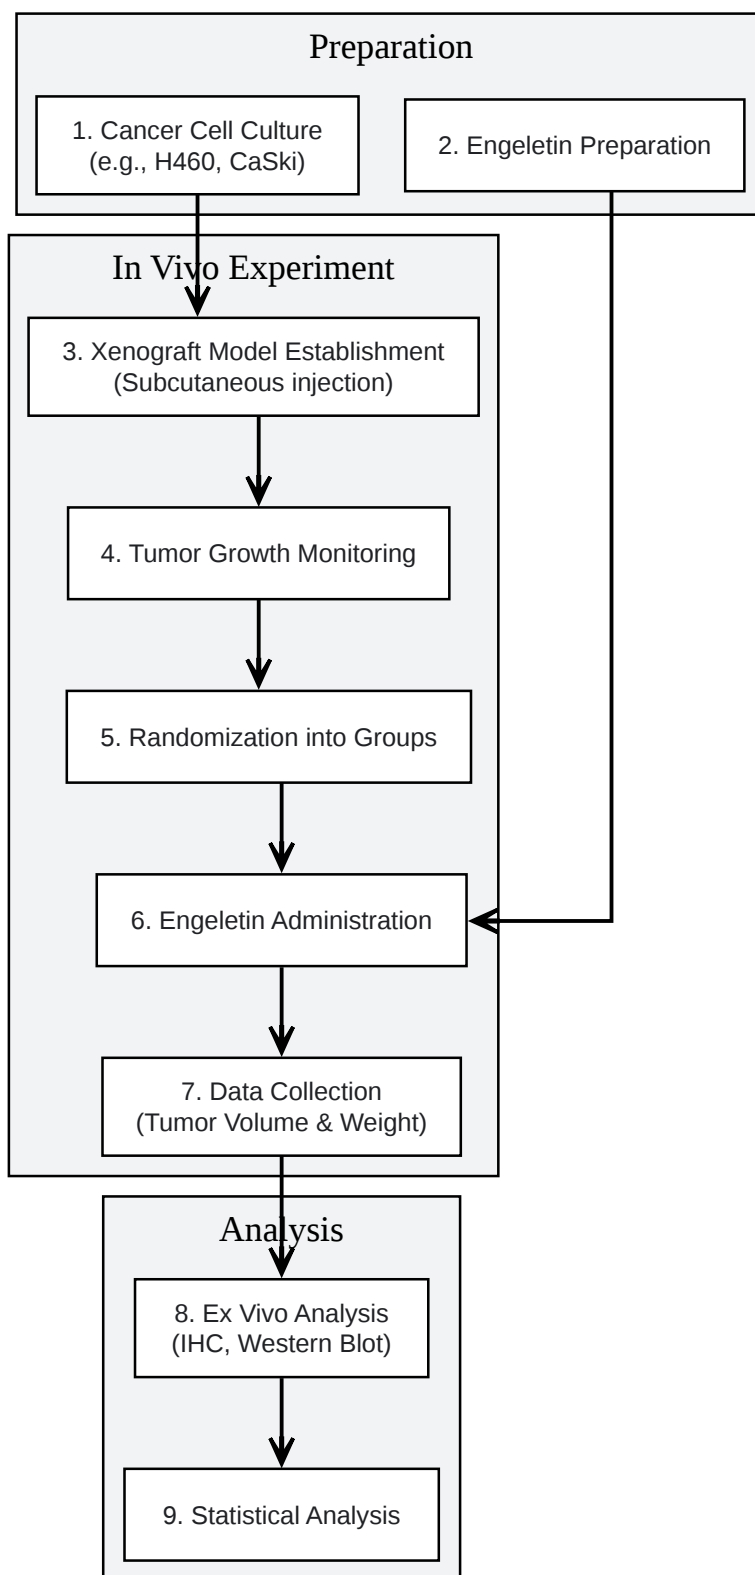 Preparation
1. Cancer Cell Culture
(e.g., H460, CaSki)
2. Engeletin Preparation
In Vivo Experiment
3. Xenograft Model Establishment
(Subcutaneous injection)
4. Tumor Growth Monitoring
5. Randomization into Groups
6. Engeletin Administration
7. Data Collection
(Tumor Volume & Weight)
Analysis
8. Ex Vivo Analysis
(IHC, Western Blot)
9. Statistical Analysis